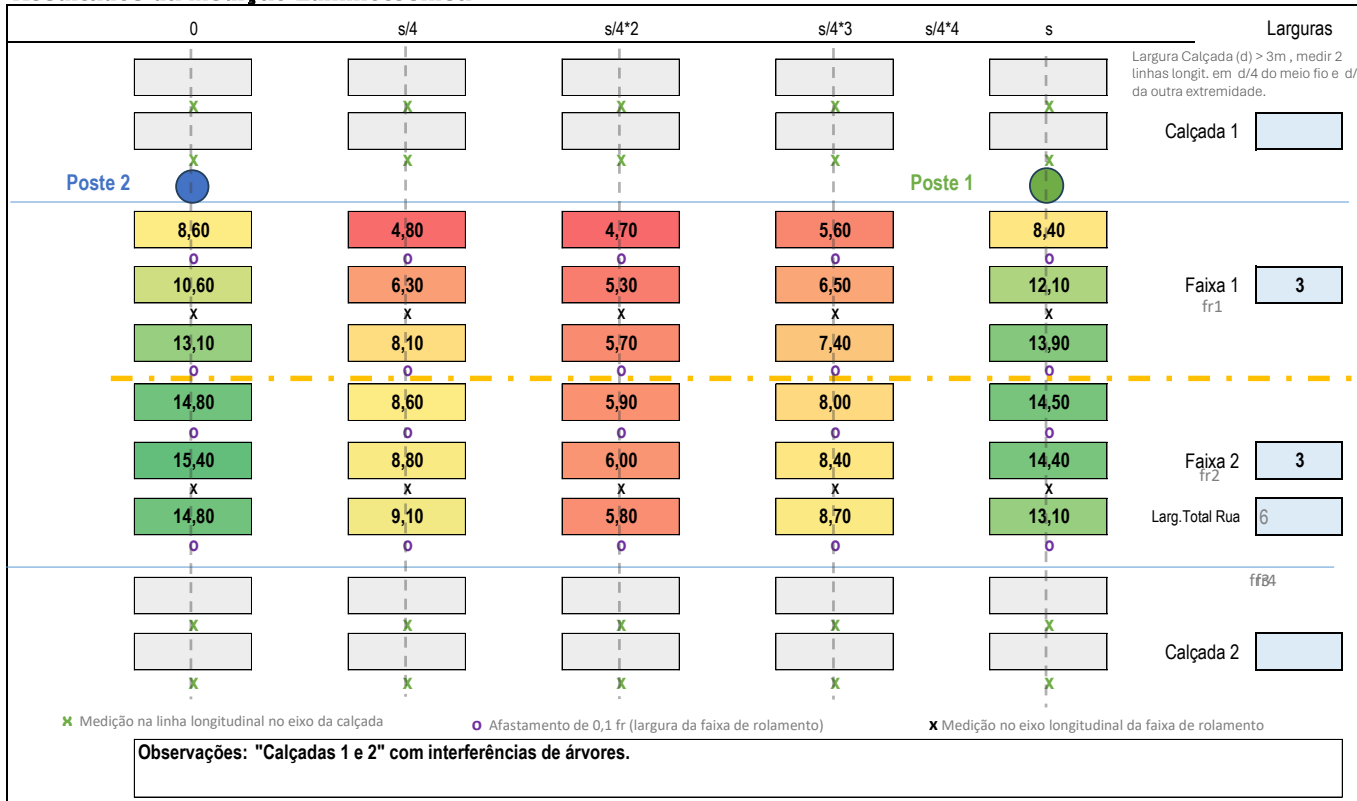 0 s/4 s/4*2 s/4*3 s/4*4 s Larguras
Largura Calçada (d) > 3m , medir 2
linhas longit. em d/4 do meio fio e d/
da outra extremidade.
x x x x x
Calçada 1
x x x x x
Poste 2 Poste 1
8,60 4,80 4,70 5,60 8,40
o o o o o
10,60 6,30 5,30 6,50 12,10 Faixa 1 3
fr1
x x x x x
13,10 8,10 5,70 7,40 13,90
o o o o o
14,80 8,60 5,90 8,00 14,50
o o o o o
15,40 8,80 6,00 8,40 14,40 Faixa 2 3
fr2
x x x x x
14,80 9,10 5,80 8,70 13,10 Larg.Total Rua 6
o o o o o
x x x x x
Calçada 2
x x x x x
x Medição na linha longitudinal no eixo da calçada o Afastamento de 0,1 fr (largura da faixa de rolamento) x Medição no eixo longitudinal da faixa de rolamento
Observações: "Calçadas 1 e 2" com interferências de árvores.